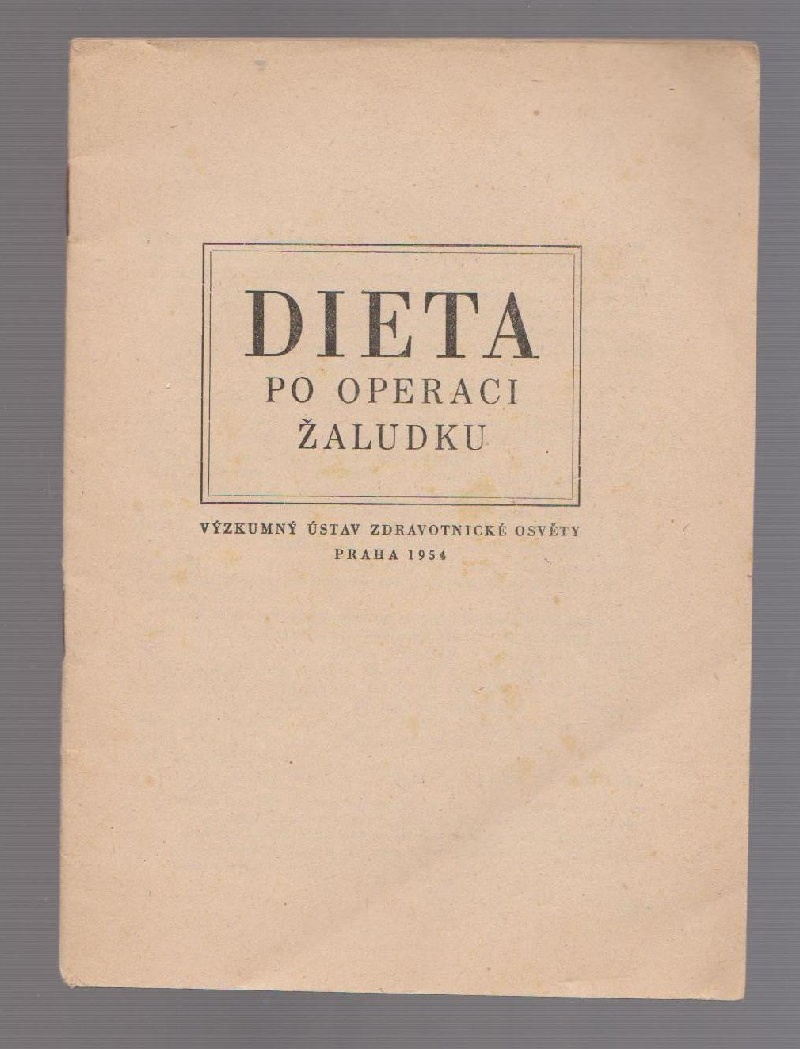 DIETA
PO OPERACI
ŽALUDKU
VÝZKUMNÝ ÚSTAV ZDRAVOTNICKÉ OSVĚTY
PRAHA 1954